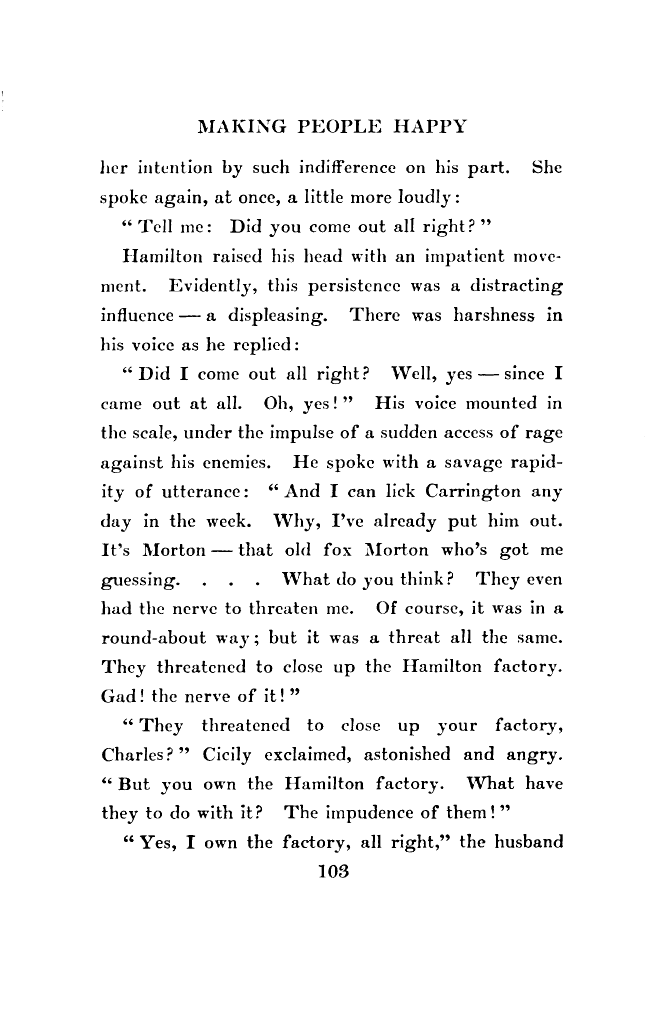 MAKING PEOPLE HAPPY
her intention by such indifference on his part. She
spoke again, at once, a little more loudly:
“ Tell me: Did you come out all right? ”
Hamilton raised his head with an impatient move-
ment. Evidently, this persistence was a distracting
influence — a displeasing. There was harshness in
his voice as he replied:
“ Did I come out all right? Well, yes — since I
came out at all. Oh, yes! ” His voice mounted in
the scale, under the impulse of a sudden access of rage
against his enemies. He spoke with a savage rapid-
ity of utterance: “ And I can lick Carrington any
day in the week. Why, I’ve already put him out.
It’s Morton — that old fox Morton who’s got me
guessing. . . . What do you think? They even
had the nerve to threaten me. Of course, it was in a
round-about way; but it was a threat all the same.
They threatened to close up the Hamilton factory.
Gad! the nerve of it! ”
“ They threatened to close up your factory,
Charles? ” Cicily exclaimed, astonished and angry.
“ But you own the Hamilton factory. What have
they to do with it? The impudence of them! ”
“ Yes, I own the factory, all right,” the husband
103